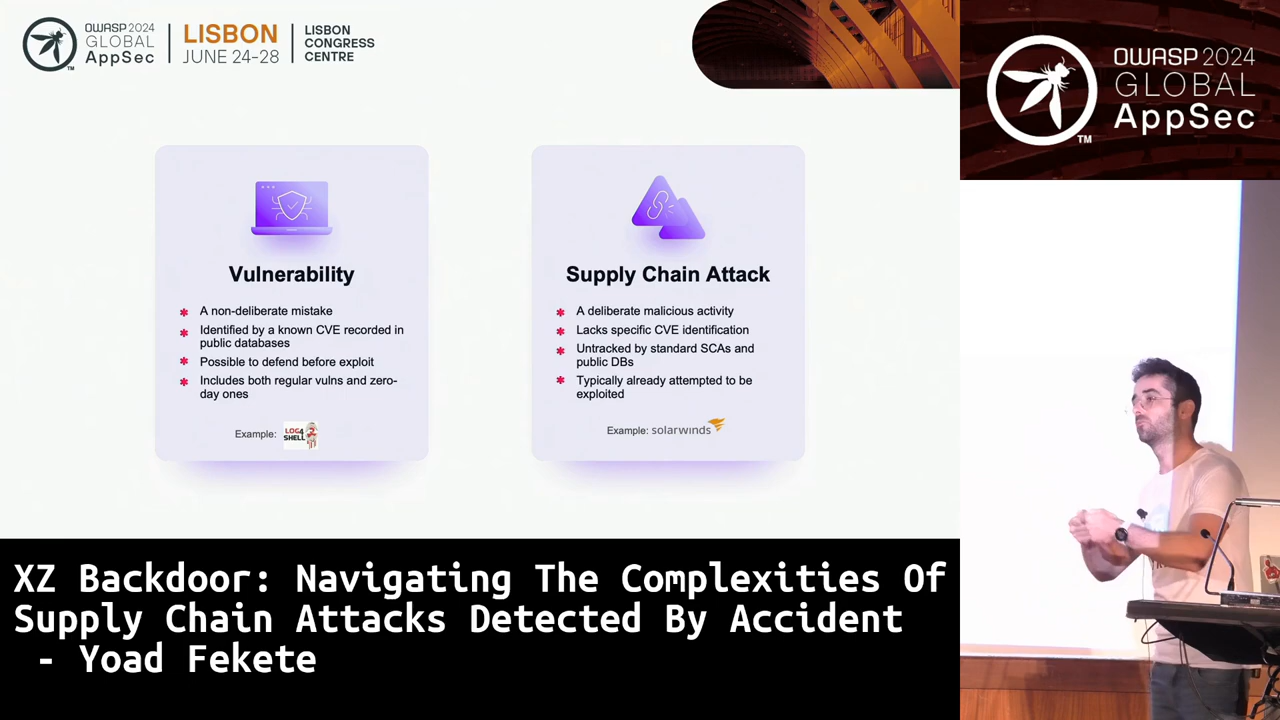 OWASP 2024
GLOBAL
AppSec
TM
LISBON
JUNE 24-28
LISBON
CONGRESS
CENTRE
OWASP 2024
GLOBAL
AppSec
TM
Vulnerability
A non-deliberate mistake
Identified by a known CVE recorded in
public databases
Possible to defend before exploit
Includes both regular vulns and zero-
day ones
Example:
LOG4
SHELL
Supply Chain Attack
A deliberate malicious activity
Lacks specific CVE identification
Untracked by standard SCAs and
public DBs
Typically already attempted to be
exploited
Example: solarwinds
XZ Backdoor: Navigating The Complexities Of
Supply Chain Attacks Detected By Accident
- Yoad Fekete